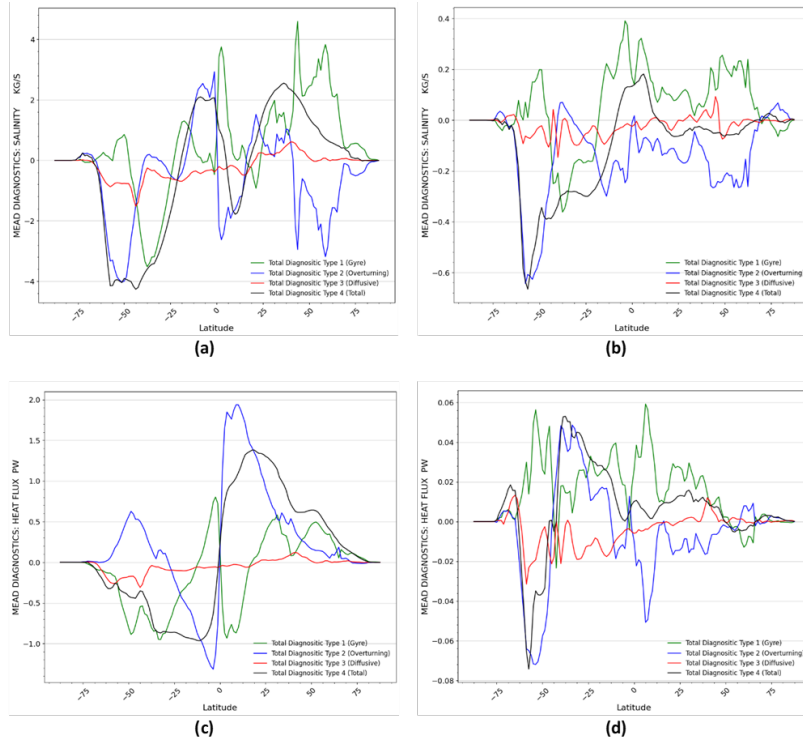 MEAD DIAGNOSTICS: SALINITY KG/S
4
2
0
−2
−4
−75
−50
−25
0
25
50
75
Latitude
Total Diagnositic Type 1 (Gyre)
Total Diagnositic Type 2 (Overturning)
Total Diagnositic Type 3 (Diffusive)
Total Diagnositic Type 4 (Total)
(a)
MEAD DIAGNOSTICS: SALINITY KG/S
0.4
0.2
0.0
−0.2
−0.4
−0.6
−75
−50
−25
0
25
50
75
Latitude
Total Diagnositic Type 1 (Gyre)
Total Diagnositic Type 2 (Overturning)
Total Diagnositic Type 3 (Diffusive)
Total Diagnositic Type 4 (Total)
(b)
MEAD DIAGNOSTICS: HEAT FLUX PW
2.0
1.5
1.0
0.5
0.0
−0.5
−1.0
−75
−50
−25
0
25
50
75
Latitude
Total Diagnositic Type 1 (Gyre)
Total Diagnositic Type 2 (Overturning)
Total Diagnositic Type 3 (Diffusive)
Total Diagnositic Type 4 (Total)
(c)
MEAD DIAGNOSTICS: HEAT FLUX PW
0.06
0.04
0.02
0.00
−0.02
−0.04
−0.06
−0.08
−75
−50
−25
0
25
50
75
Latitude
Total Diagnositic Type 1 (Gyre)
Total Diagnositic Type 2 (Overturning)
Total Diagnositic Type 3 (Diffusive)
Total Diagnositic Type 4 (Total)
(d)